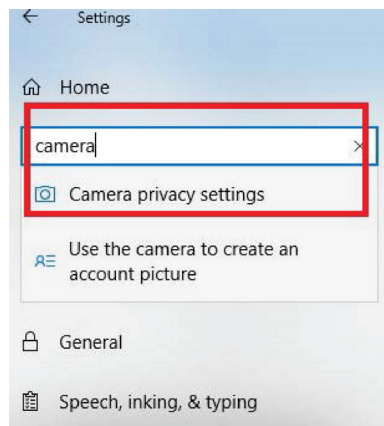 Settings
Home
camera
Camera privacy settings
Use the camera to create an
account picture
General
Speech, inking, & typing